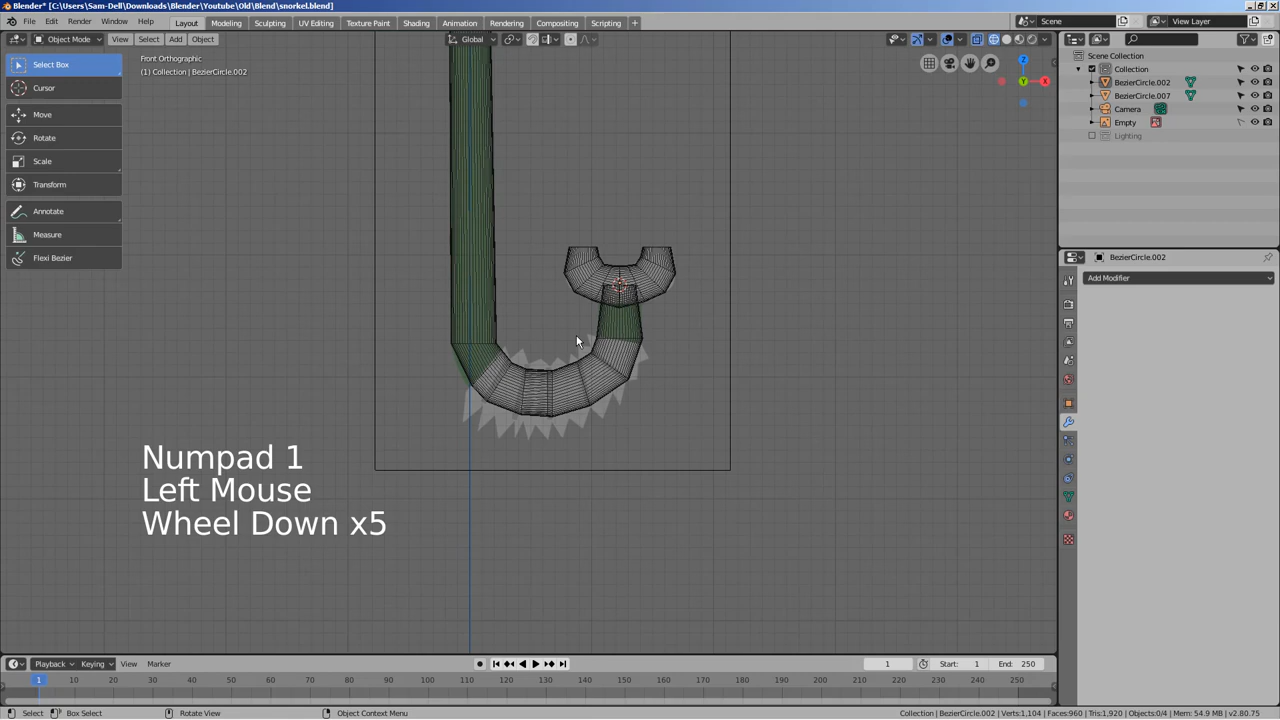 Blender* [C:\Users\Sam-Dell\Downloads\Blender\Youtube\Old\Blend\snorkel.blend]
File Edit Render Window Help Layout Modeling Sculpting UV Editing Texture Paint Shading Animation Rendering Compositing Scripting + Scene View Layer
Object Mode View Select Add Object Global
Select Box
Cursor
Move
Rotate
Scale
Transform
Annotate
Measure
Flexi Bezier
Front Orthographic
(1) Collection | BezierCircle.002
Z
Y
X
Scene Collection
Collection
BezierCircle.002
BezierCircle.007
Camera
Empty
Lighting
BezierCircle.002
Add Modifier
Numpad 1
Left Mouse
Wheel Down x5
Playback Keying View Marker 1 Start: 1 End: 250
1 10 20 30 40 50 60 70 80 90 100 110 120 130 140 150 160 170 180 190 200 210 220 230 240 250
Select Box Select Rotate View Object Context Menu Collection | BezierCircle.002 | Verts:1,104 | Faces:960 | Tris:1,920 | Objects:0/4 | Mem: 54.9 MB | v2.80.75